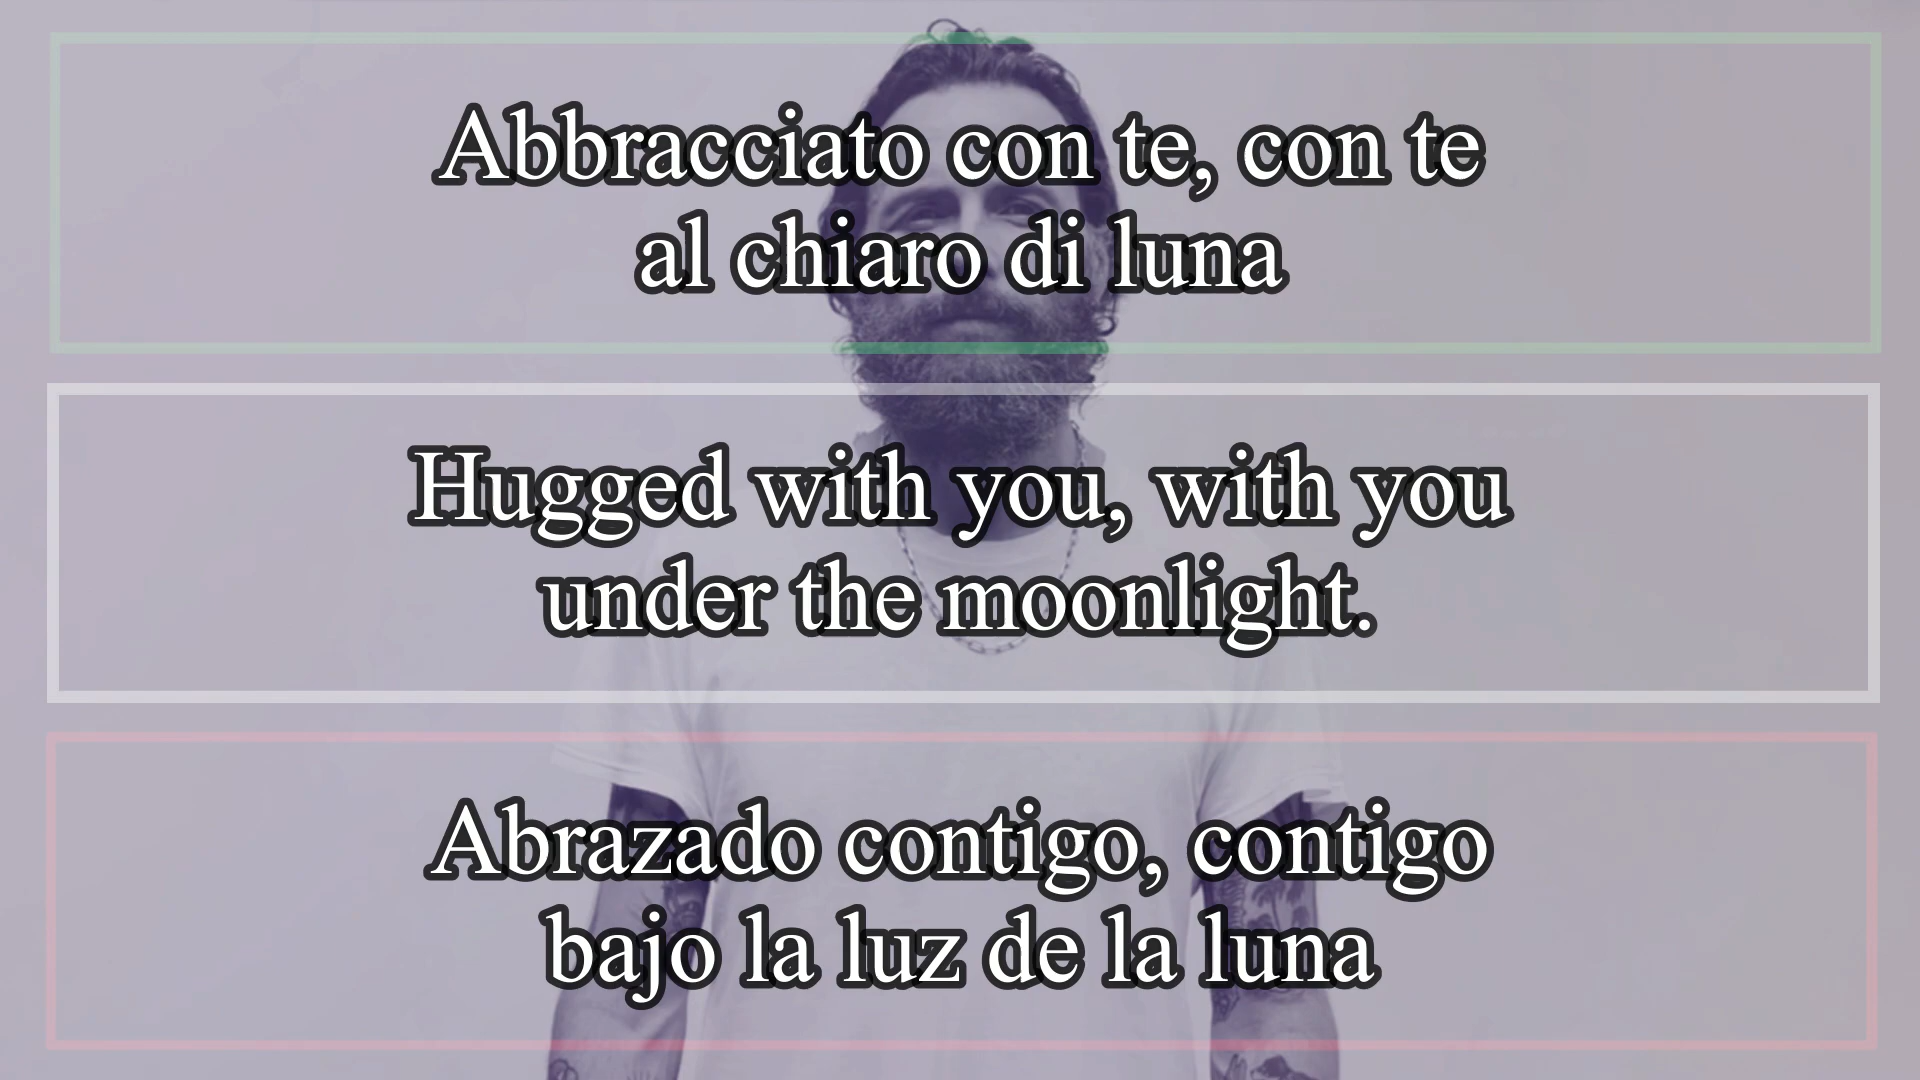 Abbracciato con te, con te
al chiaro di luna
Hugged with you, with you
under the moonlight.
Abrazado contigo, contigo
bajo la luz de la luna